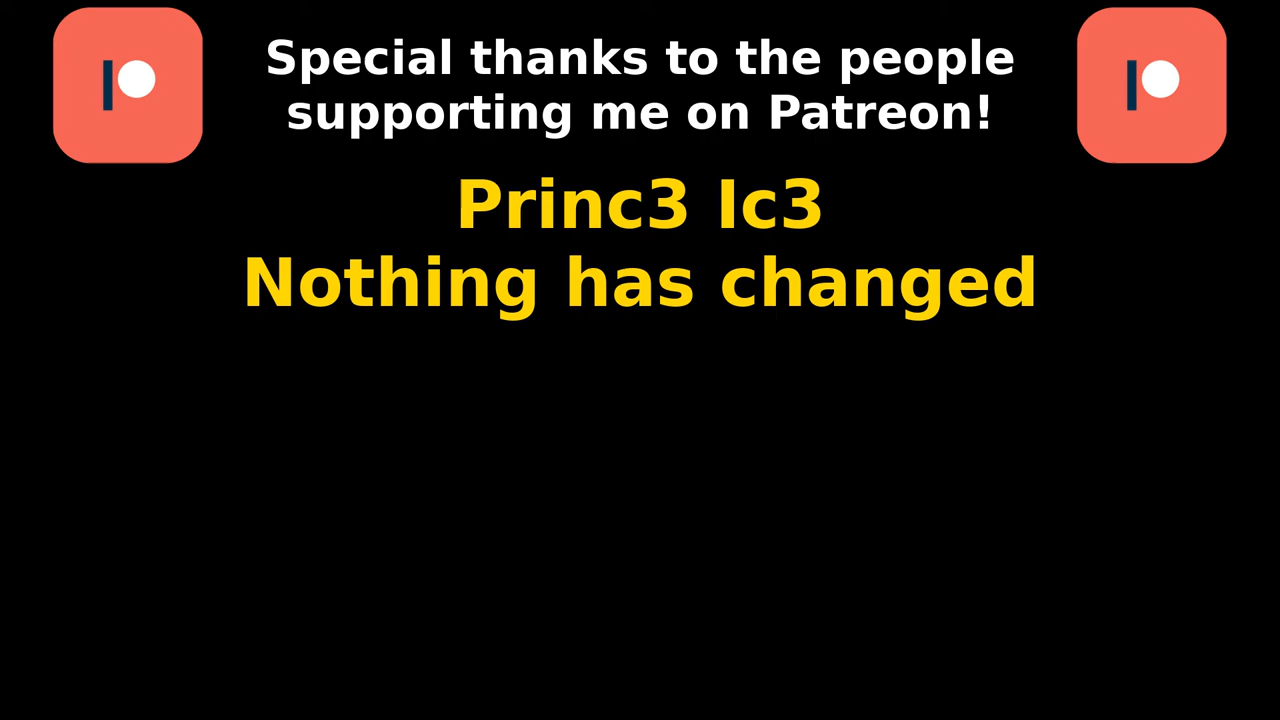 Special thanks to the people
supporting me on Patreon!
Princ3 Ic3
Nothing has changed